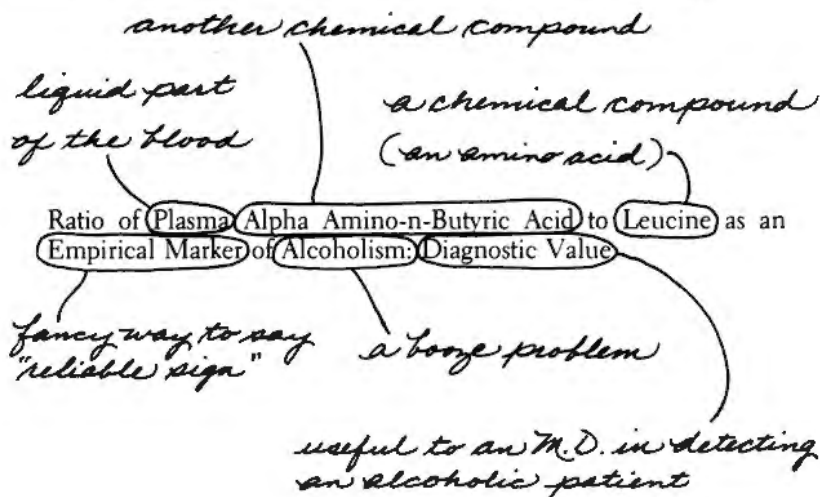 another chemical compound
liquid part
of the blood
a chemical compound
(an amino acid)
Ratio of Plasma Alpha Amino-n-Butyric Acid to Leucine as an
Empirical Marker of Alcoholism: Diagnostic Value
fancy way to say
"reliable sign"
a booze problem
useful to an M.D. in detecting
an alcoholic patient